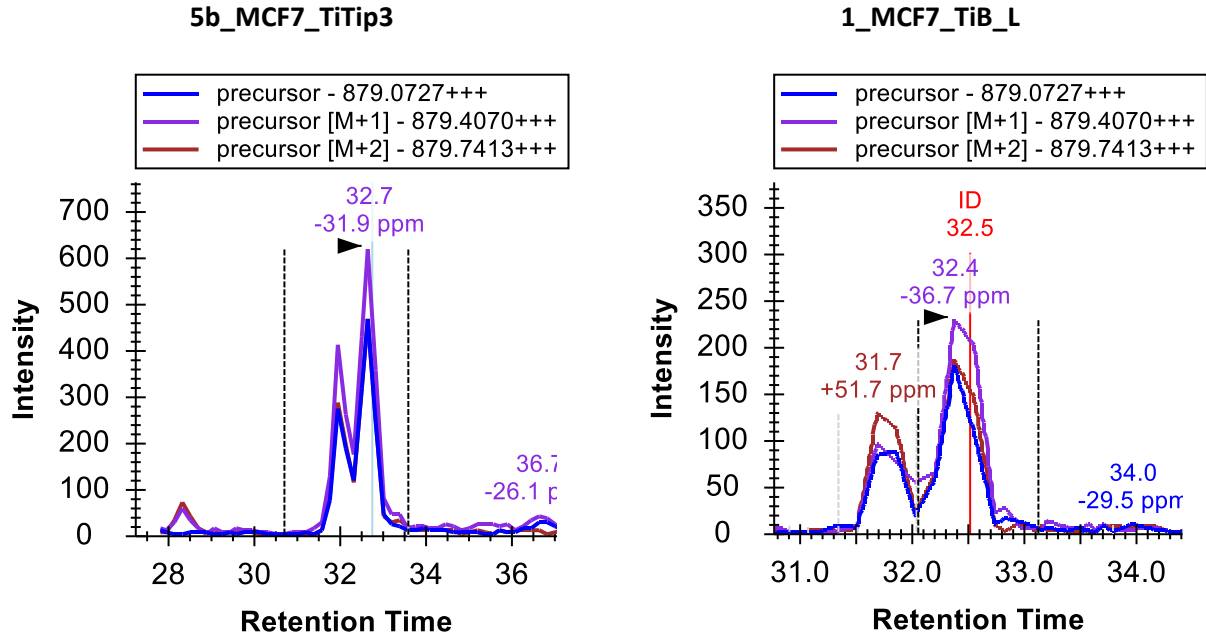 5b_MCF7_TiTip3
precursor - 879.0727+++
precursor [M+1] - 879.4070+++
precursor [M+2] - 879.7413+++
32.7
-31.9 ppm
36.7
-26.1 p
700
600
500
400
300
200
100
0
28 30 32 34 36
Intensity
Retention Time
1_MCF7_TiB_L
precursor - 879.0727+++
precursor [M+1] - 879.4070+++
precursor [M+2] - 879.7413+++
ID
32.5
32.4
-36.7 ppm
31.7
+51.7 ppm
34.0
-29.5 ppm
350
300
250
200
150
100
50
0
31.0 32.0 33.0 34.0
Intensity
Retention Time